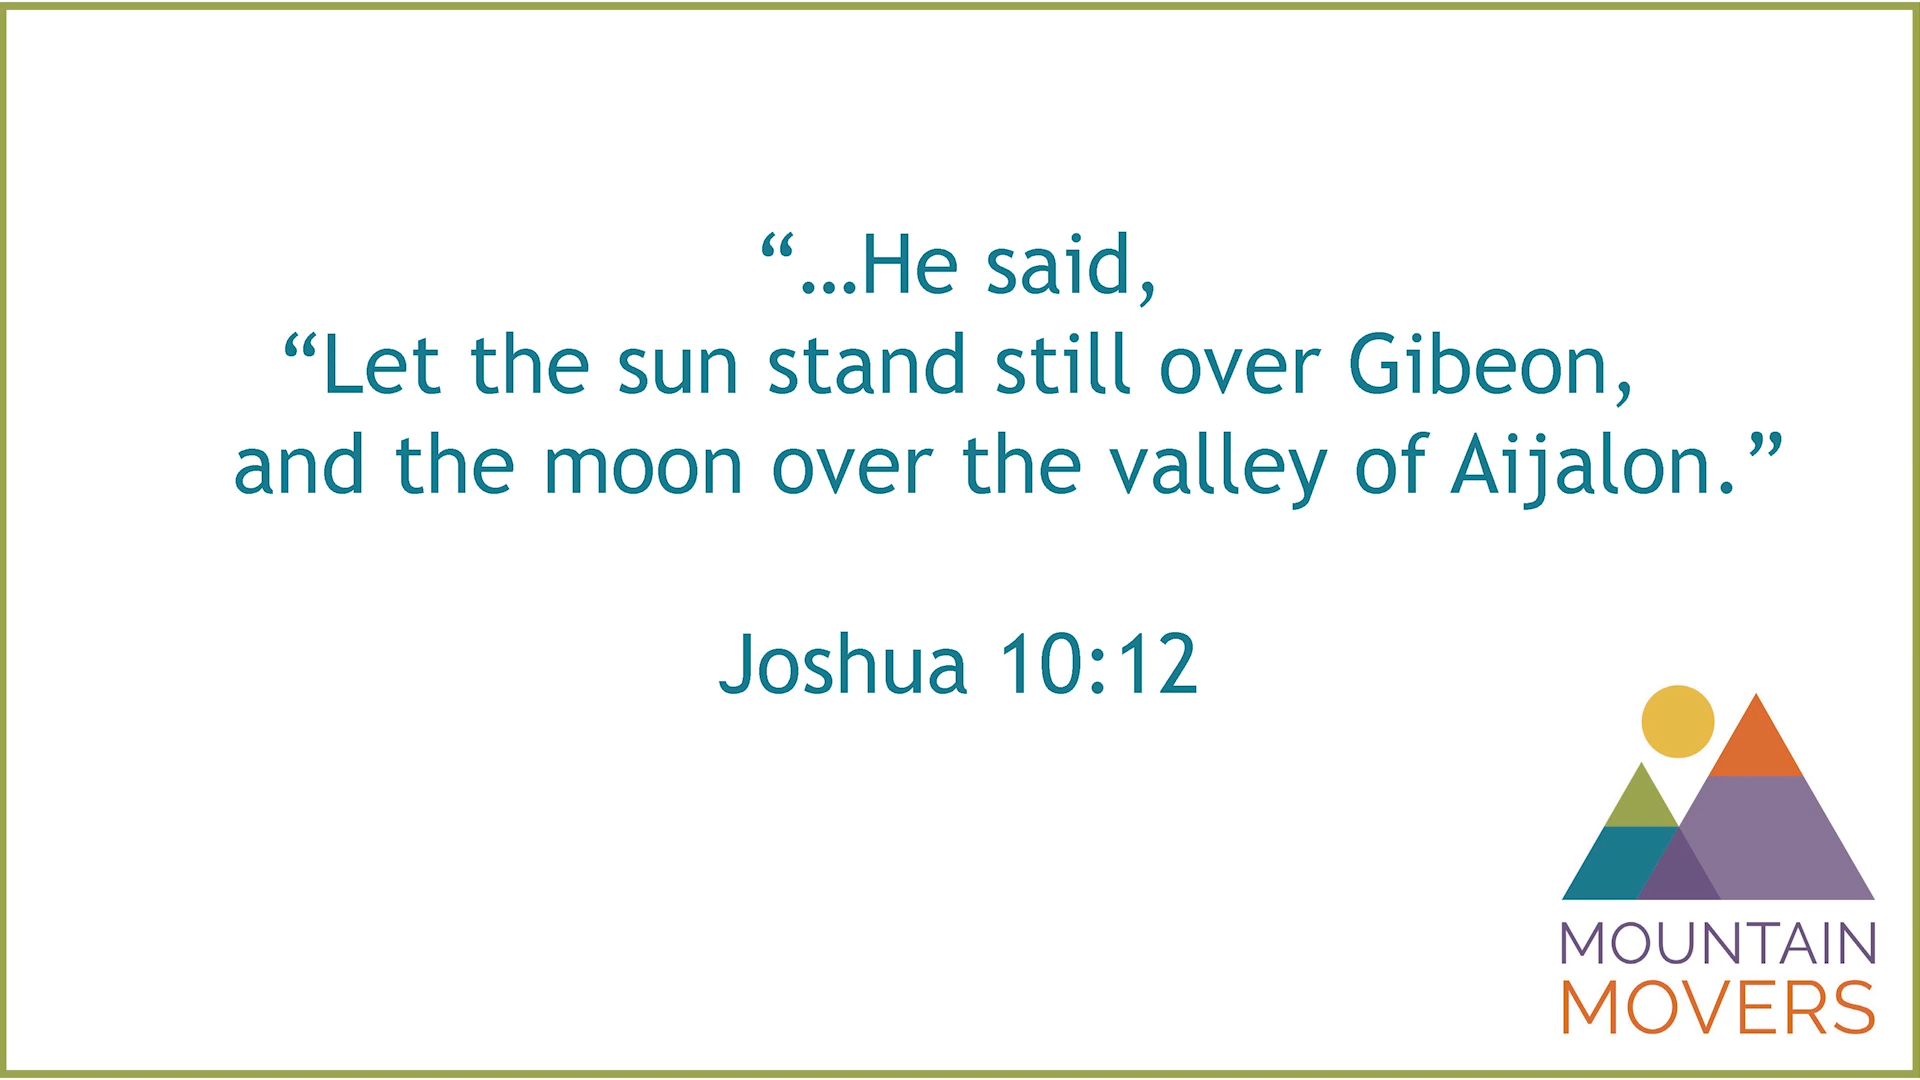 “…He said,
“Let the sun stand still over Gibeon,
and the moon over the valley of Aijalon.”
Joshua 10:12
MOUNTAIN
MOVERS